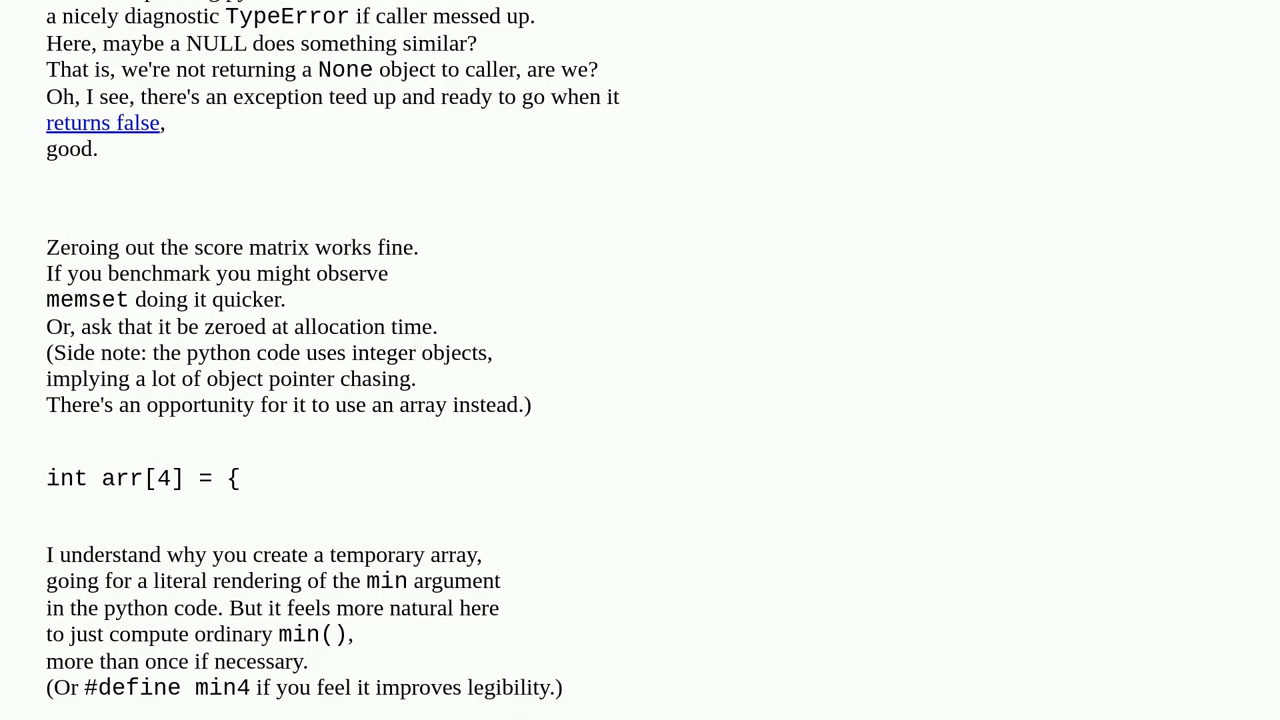 a nicely diagnostic TypeError if caller messed up.
Here, maybe a NULL does something similar?
That is, we're not returning a None object to caller, are we?
Oh, I see, there's an exception teed up and ready to go when it
returns false,
good.
Zeroing out the score matrix works fine.
If you benchmark you might observe
memset doing it quicker.
Or, ask that it be zeroed at allocation time.
(Side note: the python code uses integer objects,
implying a lot of object pointer chasing.
There's an opportunity for it to use an array instead.)
int arr[4] = {
I understand why you create a temporary array,
going for a literal rendering of the min argument
in the python code. But it feels more natural here
to just compute ordinary min(),
more than once if necessary.
(Or #define min4 if you feel it improves legibility.)